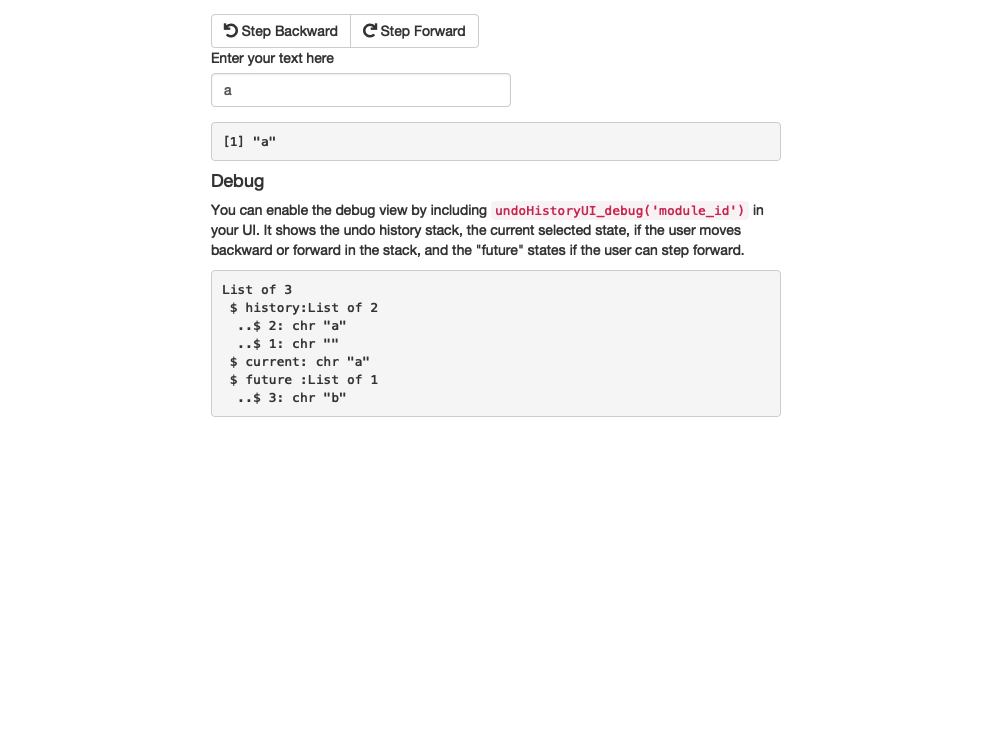 Step Backward Step Forward
Enter your text here
a
[1] "a"
Debug
You can enable the debug view by including undoHistoryUI_debug('module_id') in
your UI. It shows the undo history stack, the current selected state, if the user moves
backward or forward in the stack, and the "future" states if the user can step forward.
List of 3
 $ history:List of 2
  ..$ 2: chr "a"
  ..$ 1: chr ""
 $ current: chr "a"
 $ future :List of 1
  ..$ 3: chr "b"